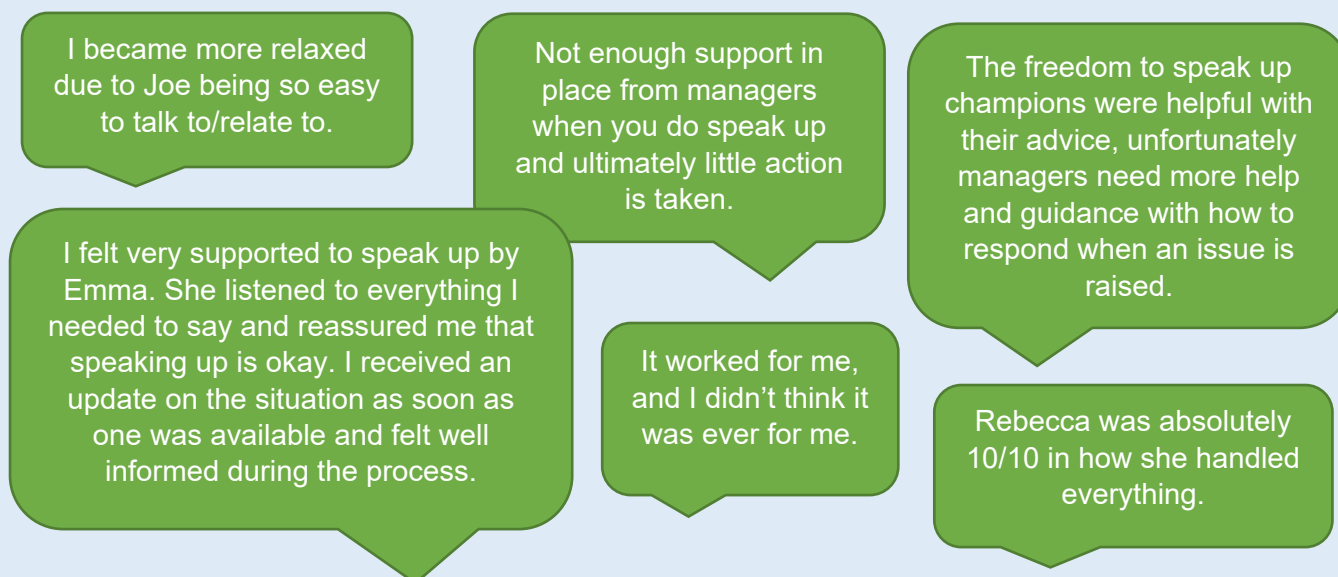 I became more relaxed
due to Joe being so easy
to talk to/relate to.
Not enough support in
place from managers
when you do speak up
and ultimately little action
is taken.
The freedom to speak up
champions were helpful with
their advice, unfortunately
managers need more help
and guidance with how to
respond when an issue is
raised.
I felt very supported to speak up by
Emma. She listened to everything I
needed to say and reassured me that
speaking up is okay. I received an
update on the situation as soon as
one was available and felt well
informed during the process.
It worked for me,
and I didn’t think it
was ever for me.
Rebecca was absolutely
10/10 in how she handled
everything.